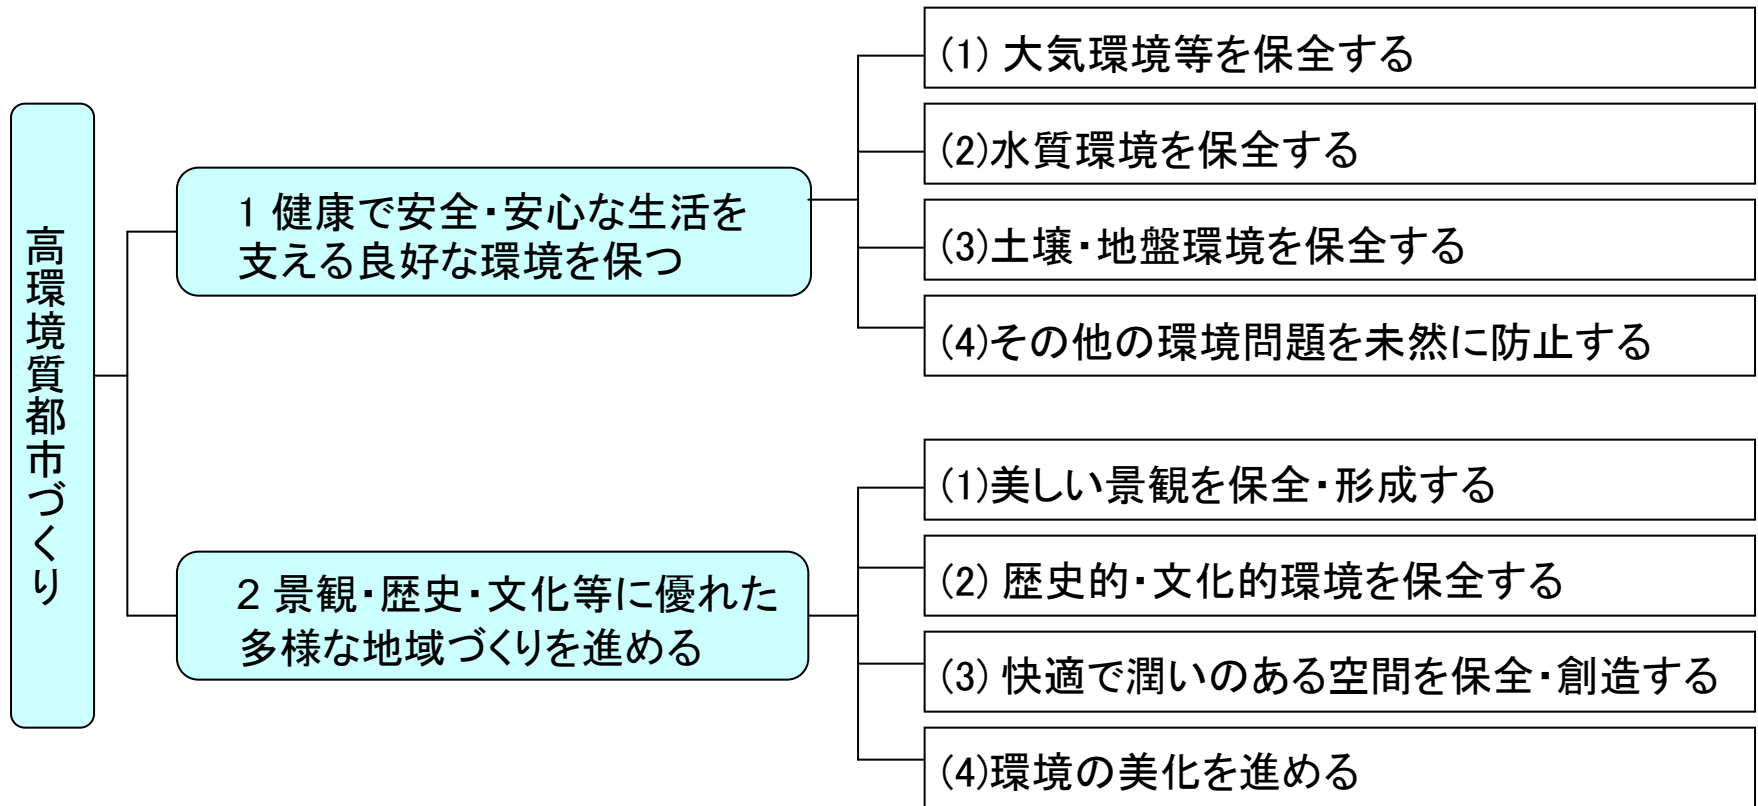 高環境質都市づくり
1 健康で安全・安心な生活を
支える良好な環境を保つ
(1) 大気環境等を保全する
(2)水質環境を保全する
(3)土壌・地盤環境を保全する
(4)その他の環境問題を未然に防止する
2 景観・歴史・文化等に優れた
多様な地域づくりを進める
(1)美しい景観を保全・形成する
(2) 歴史的・文化的環境を保全する
(3) 快適で潤いのある空間を保全・創造する
(4)環境の美化を進める